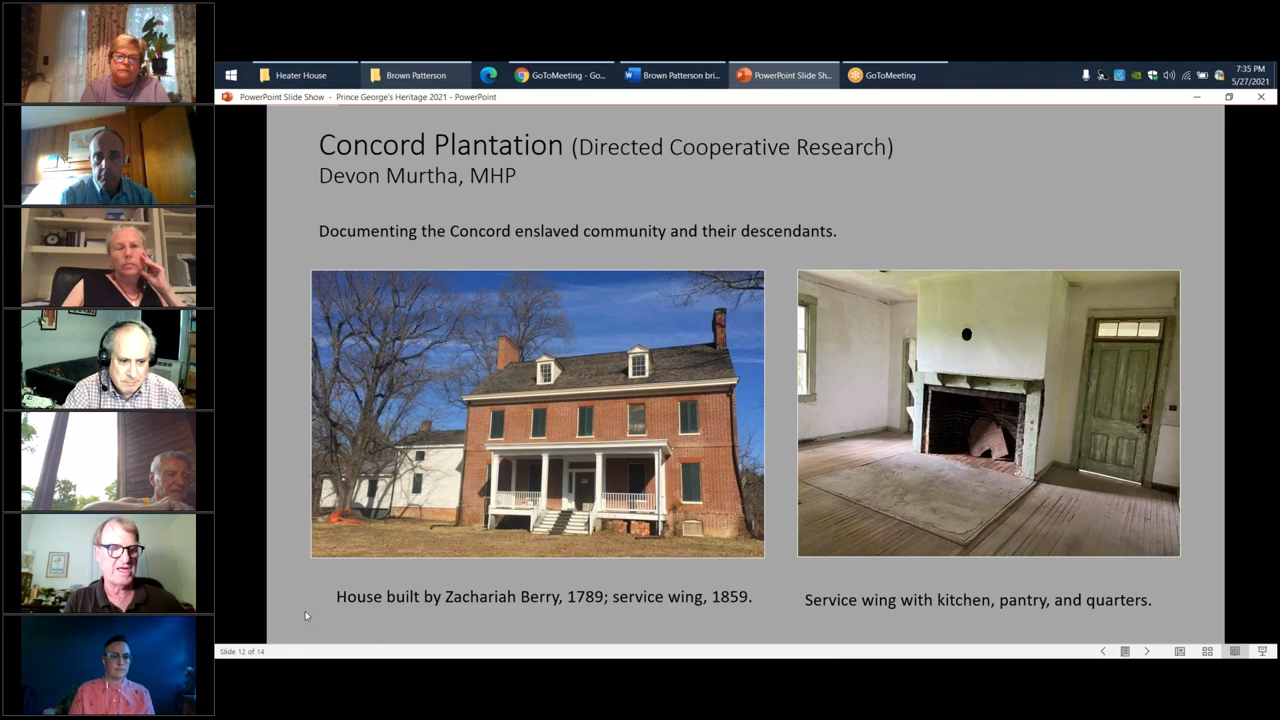 Heater House
Brown Patterson
GoToMeeting - Go...
Brown Patterson bri...
PowerPoint Slide Sh...
GoToMeeting
7:35 PM
5/27/2021
PowerPoint Slide Show - Prince George's Heritage 2021 - PowerPoint
Concord Plantation (Directed Cooperative Research)
Devon Murtha, MHP
Documenting the Concord enslaved community and their descendants.
House built by Zachariah Berry, 1789; service wing, 1859.
Service wing with kitchen, pantry, and quarters.
Slide 12 of 14